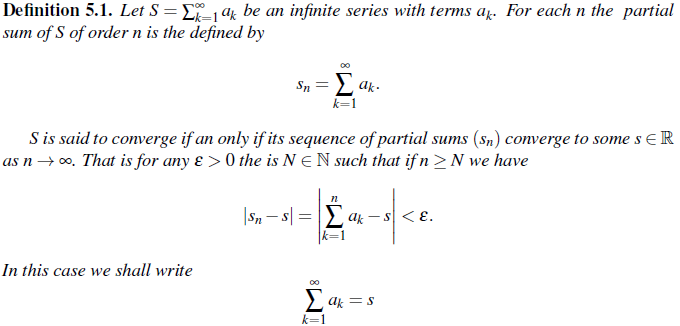 Definition 5.1. Let S = ∑_{k=1}^{∞} a_k be an infinite series with terms a_k. For each n the partial
sum of S of order n is the defined by
s_n = ∑_{k=1}^{∞} a_k.
S is said to converge if an only if its sequence of partial sums (s_n) converge to some s ∈ ℝ
as n → ∞. That is for any ε > 0 the is N ∈ ℕ such that if n ≥ N we have
|s_n − s| = |∑_{k=1}^{n} a_k − s| < ε.
In this case we shall write
∑_{k=1}^{∞} a_k = s